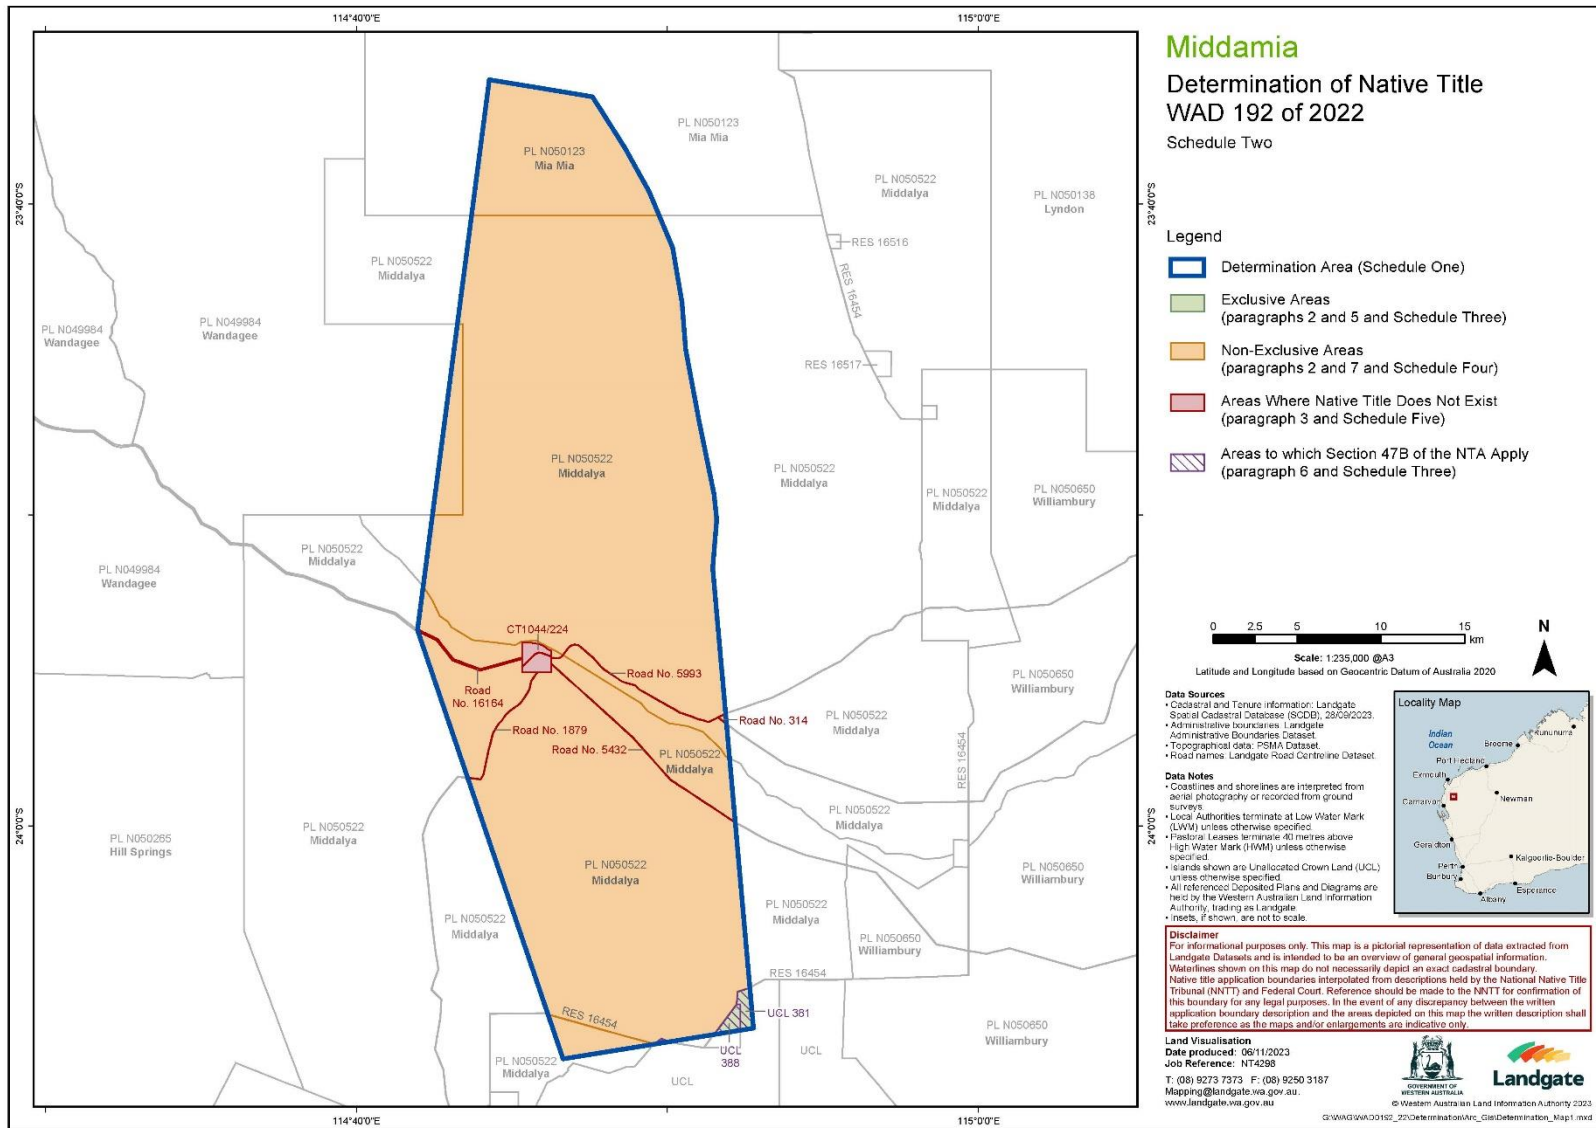 114°40'0"E
115°0'0"E
Middamia
Determination of Native Title
WAD 192 of 2022
Schedule Two
23°40'0"S
23°40'0"S
PL N050123
Mia Mia
PL N050123
Mia Mia
PL N050522
Middalya
PL N050138
Lyndon
RES 16516
PL N050522
Middalya
RES 16454
PL N049984
Wandagee
PL N049984
Wandagee
RES 16517
PL N050522
Middalya
PL N050522
Middalya
PL N050522
Middalya
PL N050650
Williambury
PL N050522
Middalya
PL N049984
Wandagee
CT1044/224
Road No. 5993
Road
No. 16164
Road No. 314
Road No. 1879
Road No. 5432
PL N050522
Middalya
PL N050522
Middalya
PL N050650
Williambury
RES 16454
PL N050522
Middalya
24°0'0"S
24°0'0"S
PL N050265
Hill Springs
PL N050522
Middalya
PL N050522
Middalya
PL N050650
Williambury
PL N050522
Middalya
PL N050522
Middalya
PL N050650
Williambury
RES 16454
RES 16454
UCL 381
UCL
388
PL N050522
Middalya
UCL
UCL
PL N050650
Williambury
114°40'0"E
115°0'0"E
Legend
Determination Area (Schedule One)
Exclusive Areas
(paragraphs 2 and 5 and Schedule Three)
Non-Exclusive Areas
(paragraphs 2 and 7 and Schedule Four)
Areas Where Native Title Does Not Exist
(paragraph 3 and Schedule Five)
Areas to which Section 47B of the NTA Apply
(paragraph 6 and Schedule Three)
0 2.5 5 10 15
km
N
Scale: 1:235,000 @A3
Latitude and Longitude based on Geocentric Datum of Australia 2020
Data Sources
• Cadastral and Tenure information: Landgate
Spatial Cadastral Database (SCDB), 28/09/2023.
• Administrative boundaries: Landgate
Administrative Boundaries Dataset.
• Topographical data: PSMA Dataset.
• Road names: Landgate Road Centreline Dataset.
Data Notes
• Coastlines and shorelines are interpreted from
aerial photography or recorded from ground
surveys.
• Local Authorities terminate at Low Water Mark
(LWM) unless otherwise specified.
• Pastoral Leases terminate 40 metres above
High Water Mark (HWM) unless otherwise
specified.
• Islands shown are Unallocated Crown Land (UCL)
unless otherwise specified.
• All referenced Deposited Plans and Diagrams are
held by the Western Australian Land Information
Authority, trading as Landgate.
• Insets, if shown, are not to scale.
Locality Map
Indian
Ocean
Kununurra
Broome
Port Hedland
Exmouth
Newman
Carnarvon
Geraldton
Kalgoorlie-Boulder
Perth
Bunbury
Esperance
Albany
Disclaimer
For informational purposes only. This map is a pictorial representation of data extracted from
Landgate Datasets and is intended to be an overview of general geospatial information.
Waterlines shown on this map do not necessarily depict an exact cadastral boundary.
Native title application boundaries interpolated from descriptions held by the National Native Title
Tribunal (NNTT) and Federal Court. Reference should be made to the NNTT for confirmation of
this boundary for any legal purposes. In the event of any discrepancy between the written
application boundary description and the areas depicted on this map the written description shall
take preference as the maps and/or enlargements are indicative only.
Land Visualisation
Date produced: 06/11/2023
Job Reference: NT4298
T: (08) 9273 7373 F: (08) 9250 3187
Mapping@landgate.wa.gov.au.
www.landgate.wa.gov.au
GOVERNMENT OF
WESTERN AUSTRALIA
Landgate
© Western Australian Land Information Authority 2023
G:\WAG\WAD0192_22\Determination\Arc_Gis\Determination_Map1.mxd